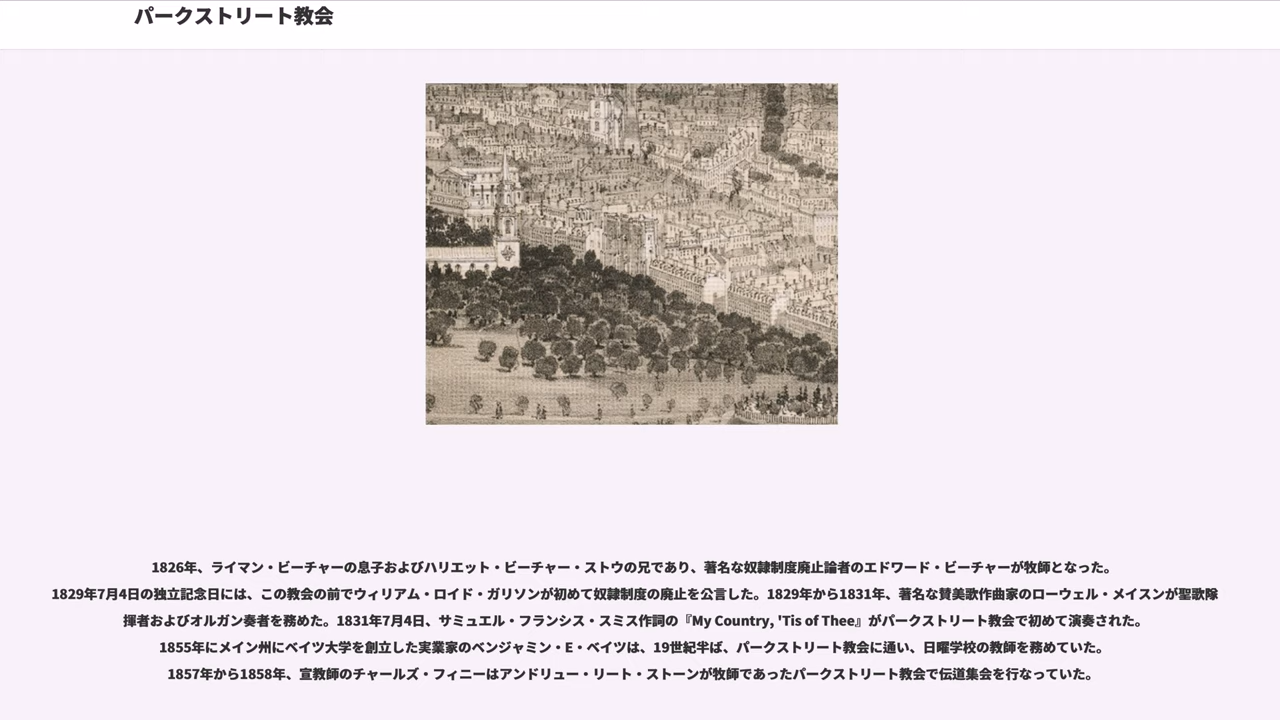 パークストリート教会
1826年、ライマン・ビーチャーの息子およびハリエット・ビーチャー・ストウの兄であり、著名な奴隷制度廃止論者のエドワード・ビーチャーが牧師となった。
1829年7月4日の独立記念日には、この教会の前でウィリアム・ロイド・ガリソンが初めて奴隷制度の廃止を公言した。1829年から1831年、著名な賛美歌作曲家のローウェル・メイスンが聖歌隊
揮者およびオルガン奏者を務めた。1831年7月4日、サミュエル・フランシス・スミス作詞の『My Country, 'Tis of Thee』がパークストリート教会で初めて演奏された。
1855年にメイン州にベイツ大学を創立した実業家のベンジャミン・E・ベイツは、19世紀半ば、パークストリート教会に通い、日曜学校の教師を務めていた。
1857年から1858年、宣教師のチャールズ・フィニーはアンドリュー・リート・ストーンが牧師であったパークストリート教会で伝道集会を行なっていた。